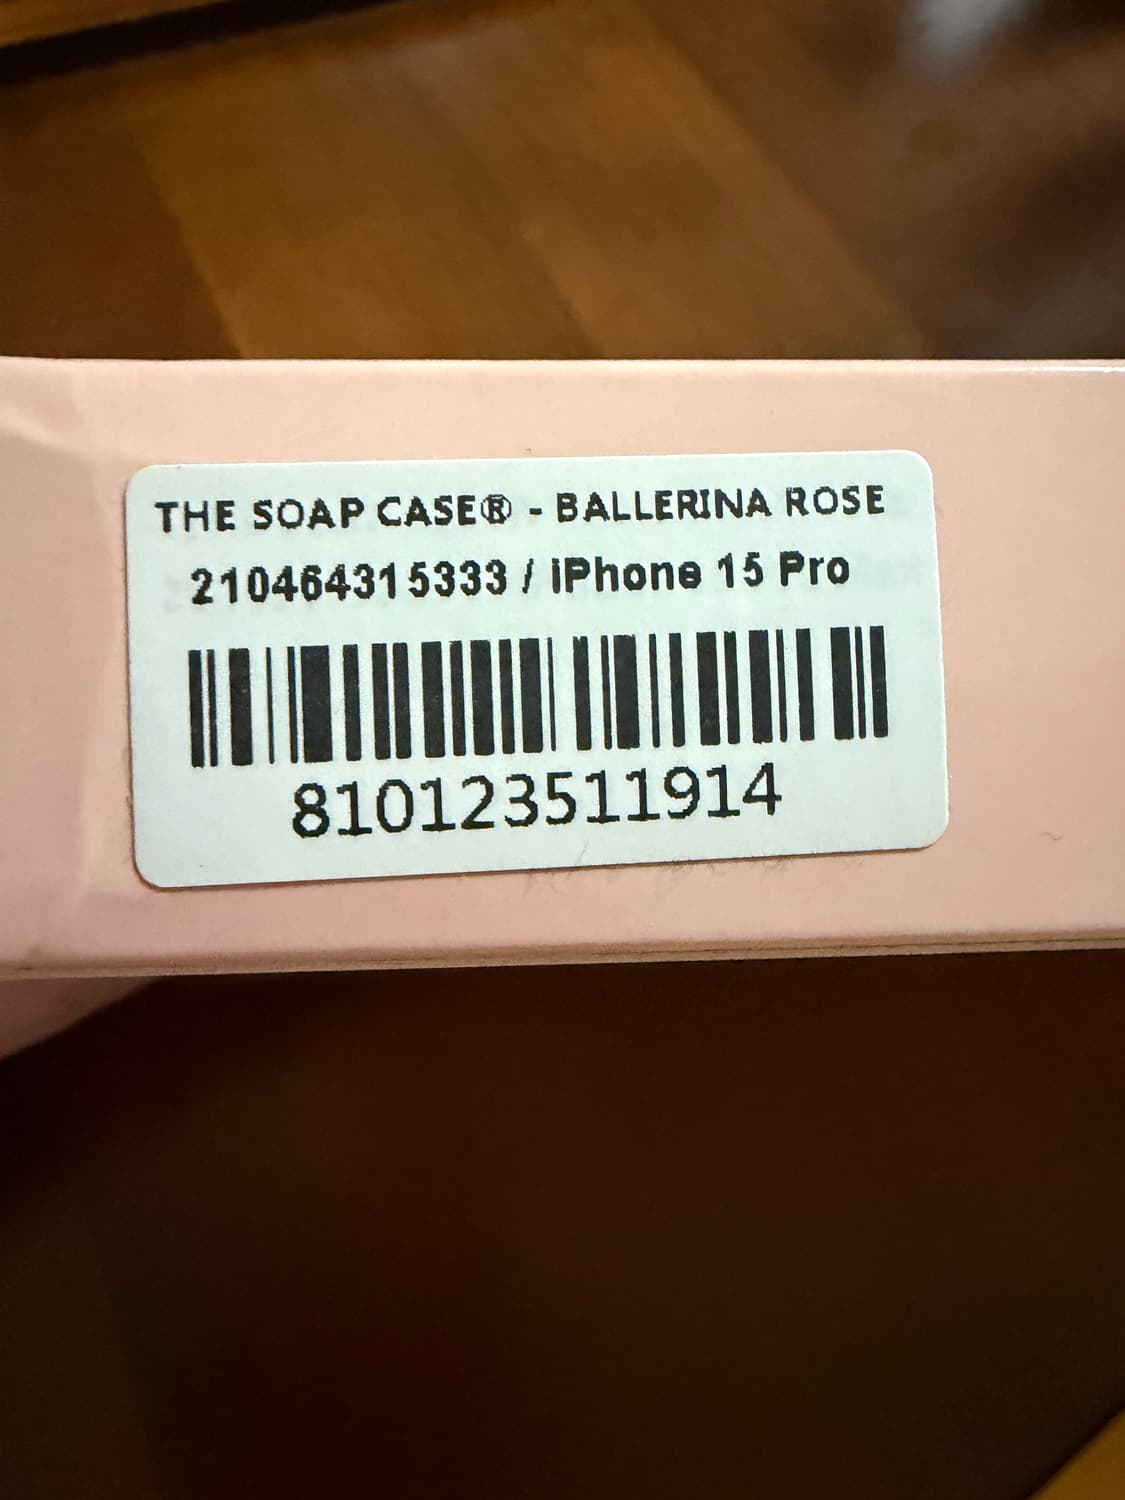 THE SOAP CASE® - BALLERINA ROSE
210464315333 / iPhone 15 Pro
810123511914